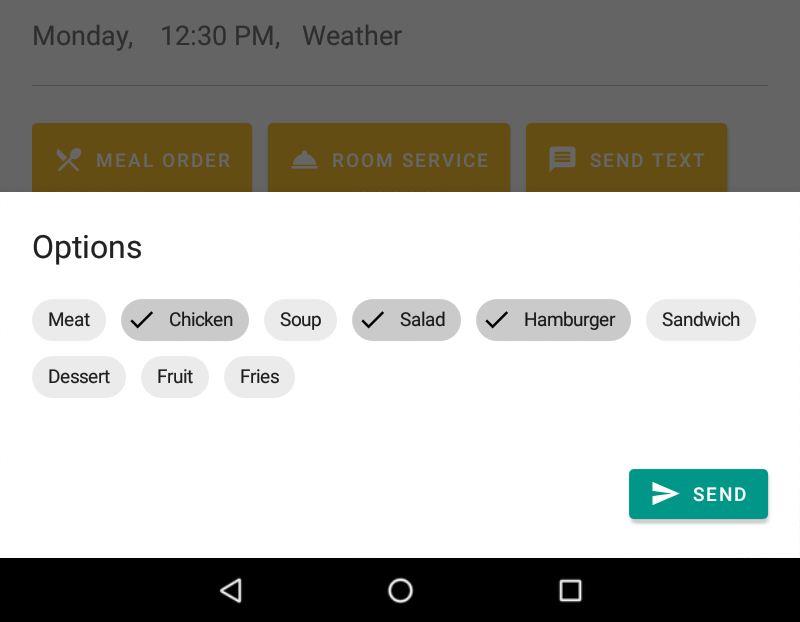 Monday, 12:30 PM, Weather
MEAL ORDER ROOM SERVICE SEND TEXT
Options
Meat Chicken Soup Salad Hamburger Sandwich
Dessert Fruit Fries
SEND